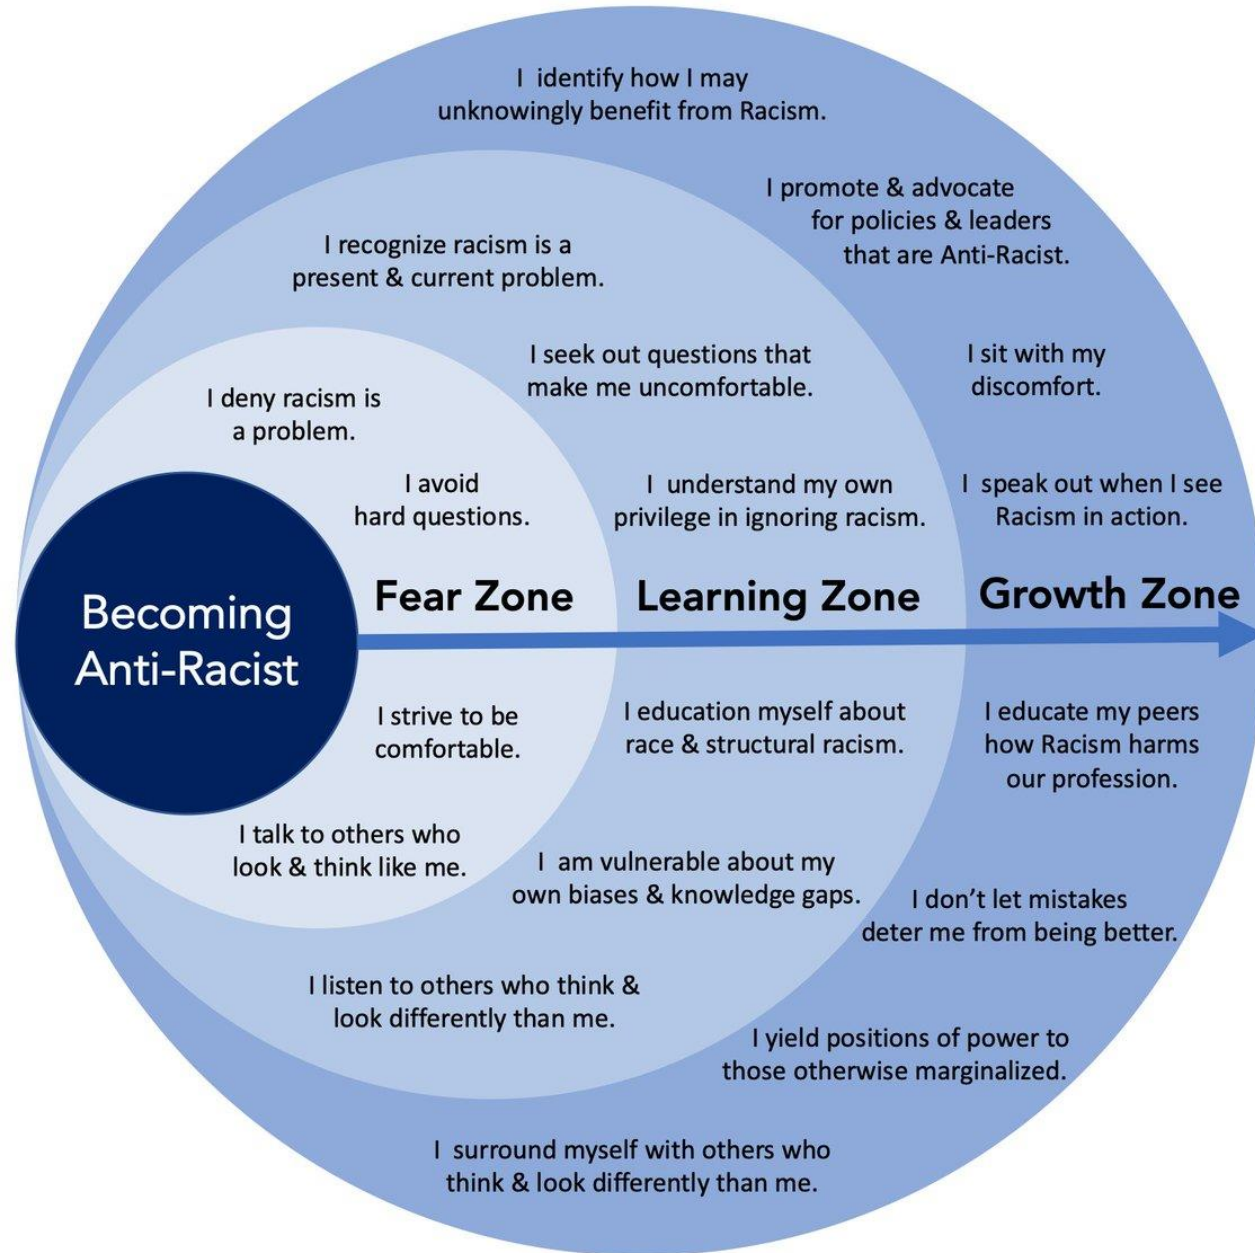 I identify how I may
unknowingly benefit from Racism.
I promote & advocate
for policies & leaders
that are Anti-Racist.
I recognize racism is a
present & current problem.
I seek out questions that
make me uncomfortable.
I sit with my
discomfort.
I deny racism is
a problem.
I avoid
hard questions.
I understand my own
privilege in ignoring racism.
I speak out when I see
Racism in action.
Becoming
Anti-Racist
Fear Zone
Learning Zone
Growth Zone
I strive to be
comfortable.
I education myself about
race & structural racism.
I educate my peers
how Racism harms
our profession.
I talk to others who
look & think like me.
I am vulnerable about my
own biases & knowledge gaps.
I don’t let mistakes
deter me from being better.
I listen to others who think &
look differently than me.
I yield positions of power to
those otherwise marginalized.
I surround myself with others who
think & look differently than me.